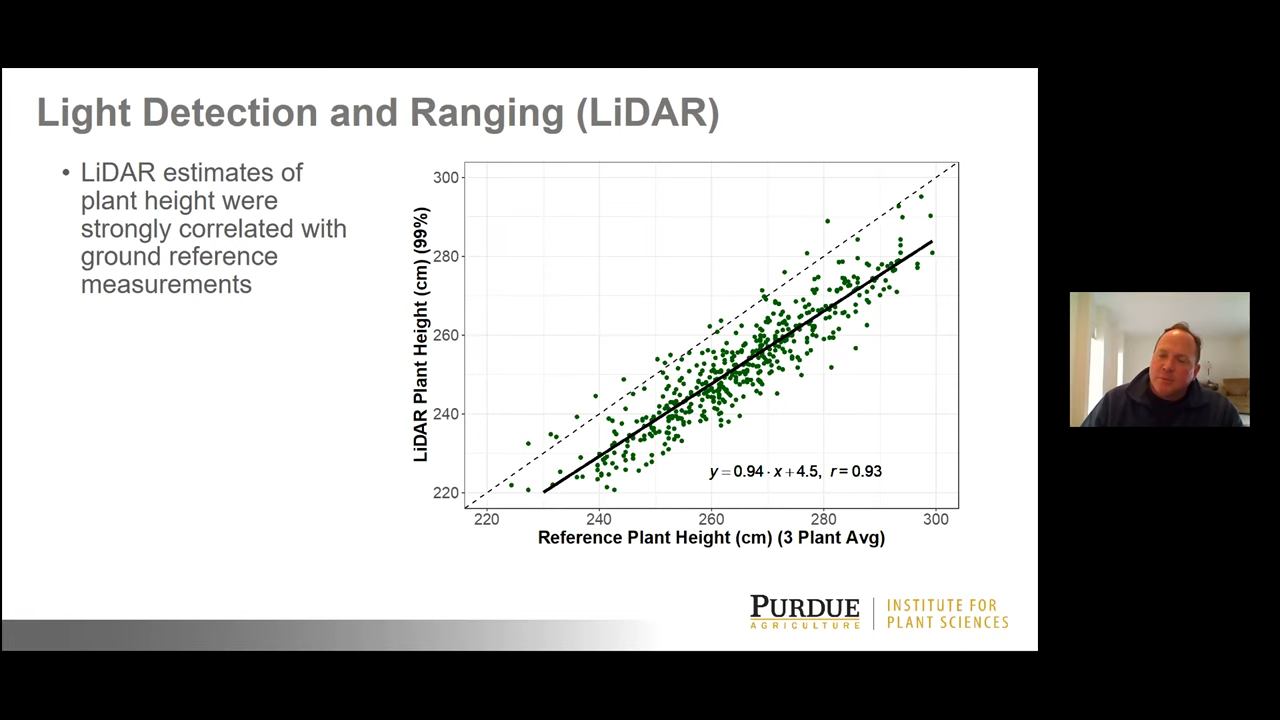 Light Detection and Ranging (LiDAR)
• LiDAR estimates of
plant height were
strongly correlated with
ground reference
measurements
LiDAR Plant Height (cm) (99%)
300
280
260
240
220
y = 0.94 · x + 4.5, r = 0.93
220 240 260 280 300
Reference Plant Height (cm) (3 Plant Avg)
PURDUE
AGRICULTURE
INSTITUTE FOR
PLANT SCIENCES